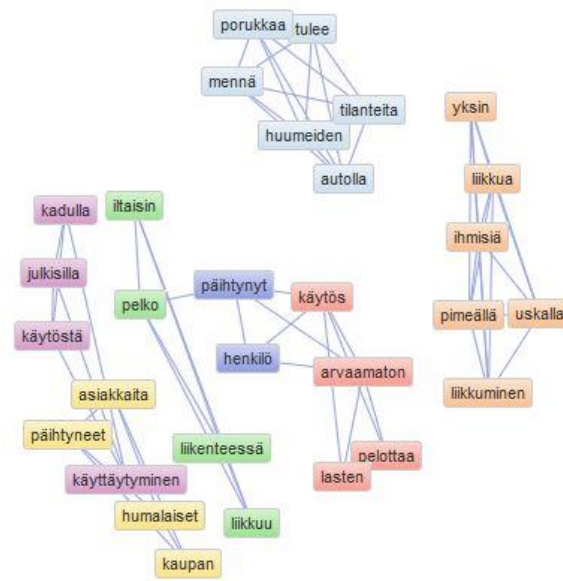 porukkaa
tulee
mennä
tilanteita
huumeiden
autolla
yksin
liikkua
ihmisiä
pimeällä
uskalla
liikkuminen
kadulla
iltaisin
julkisilla
pelko
käytöstä
päihtynyt
käytös
henkilö
arvaamaton
asiakkaita
päihtyneet
liikenteessä
pelottaa
käyttäytyminen
lasten
humalaiset
liikkuu
kaupan